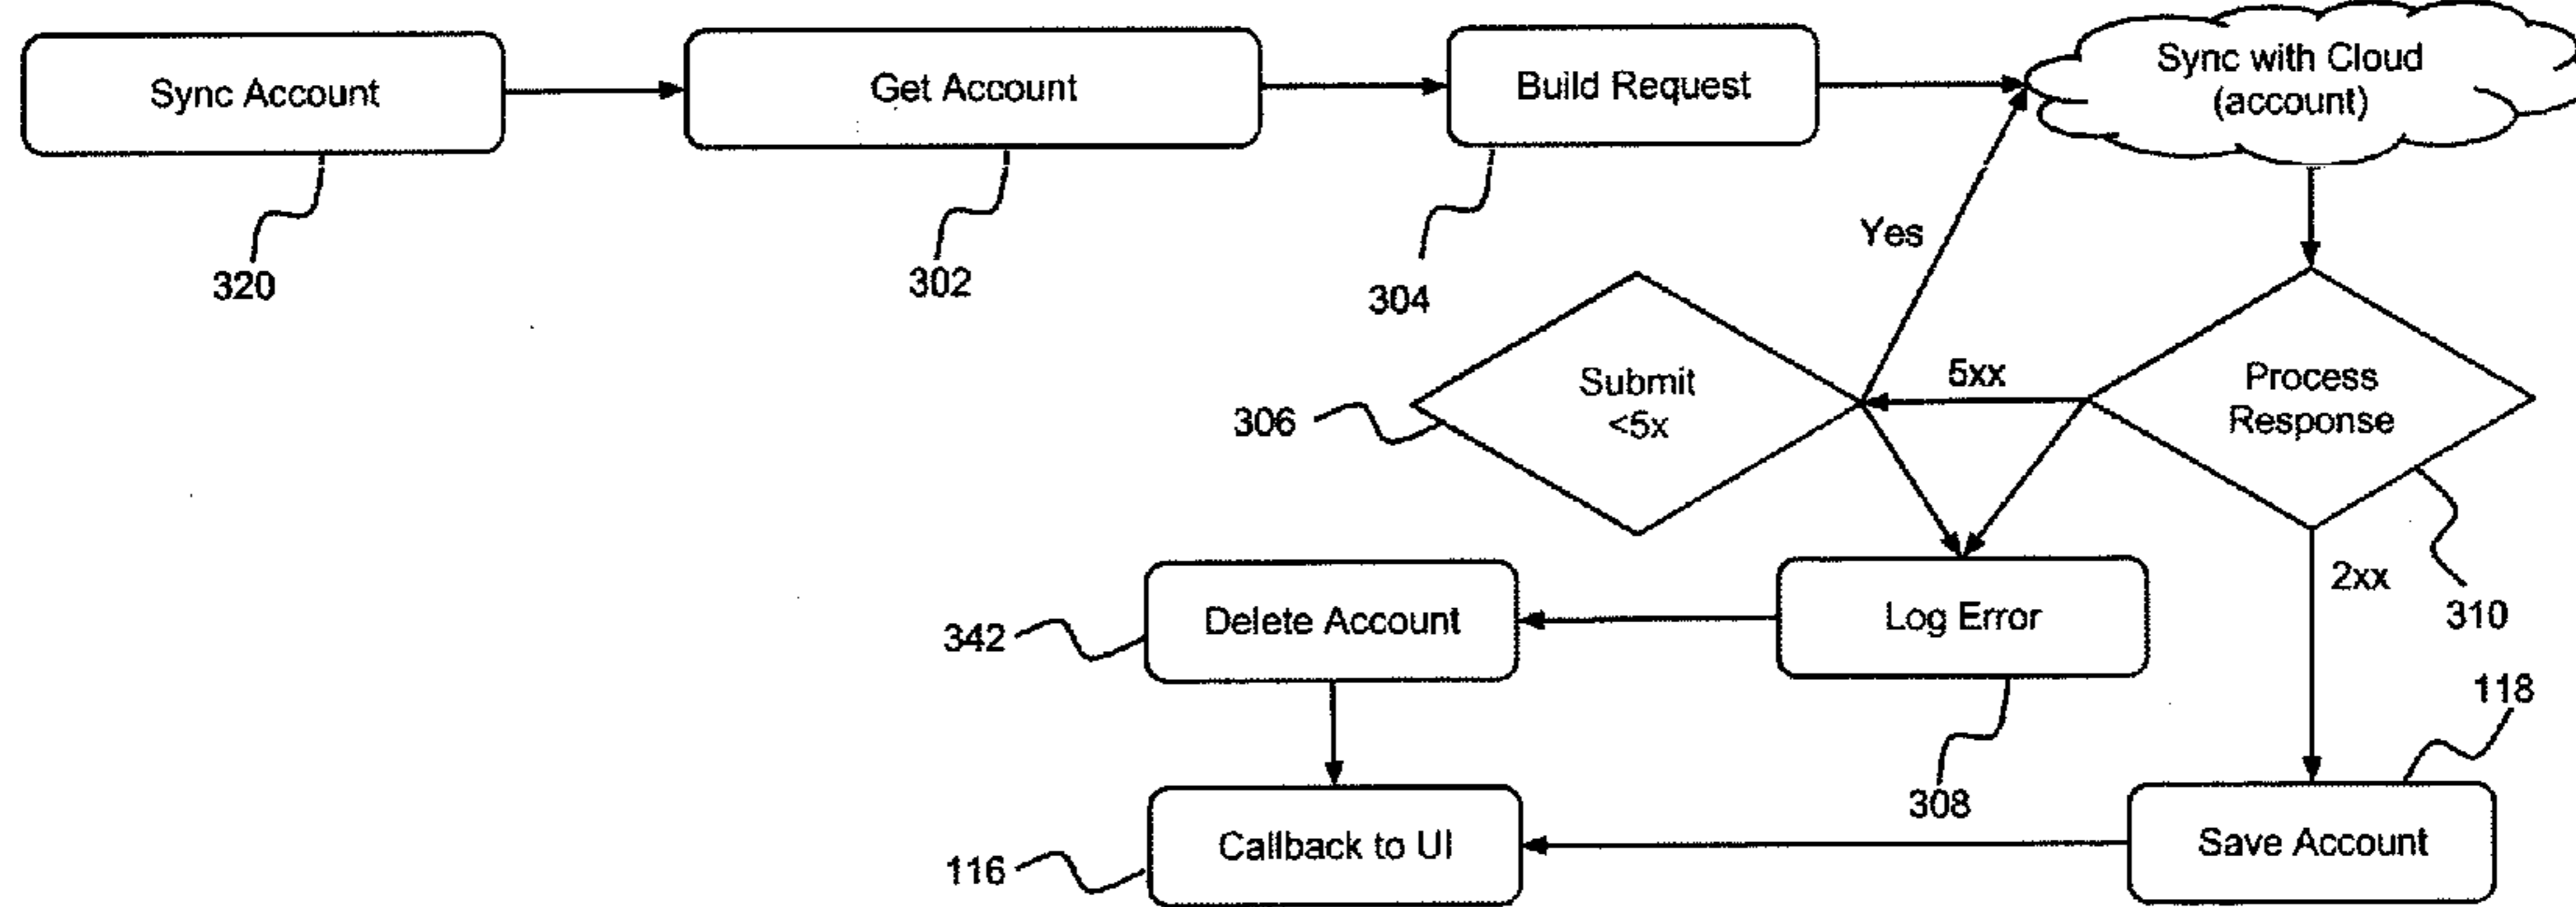 Sync Account
Get Account
Build Request
Sync with Cloud
(account)
320
302
304
Yes
306
Submit
<5x
5xx
Process
Response
2xx
310
342
Delete Account
Log Error
308
118
116
Callback to UI
Save Account